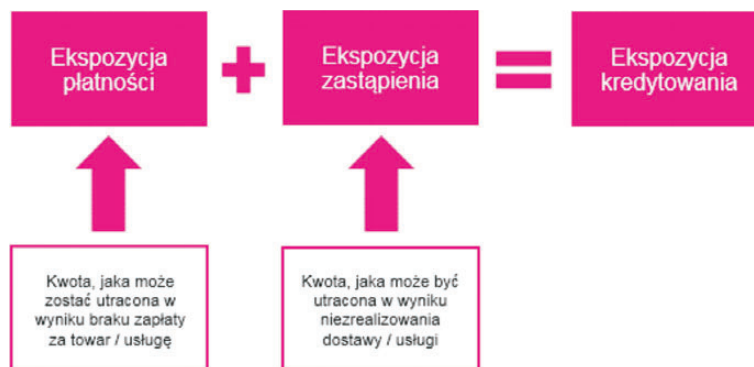 Ekspozycja
płatności
+
Ekspozycja
zastąpienia
=
Ekspozycja
kredytowania
Kwota, jaka może
zostać utracona w
wyniku braku zapłaty
za towar / usługę
Kwota, jaka może być
utracona w wyniku
niezrealizowania
dostawy / usługi